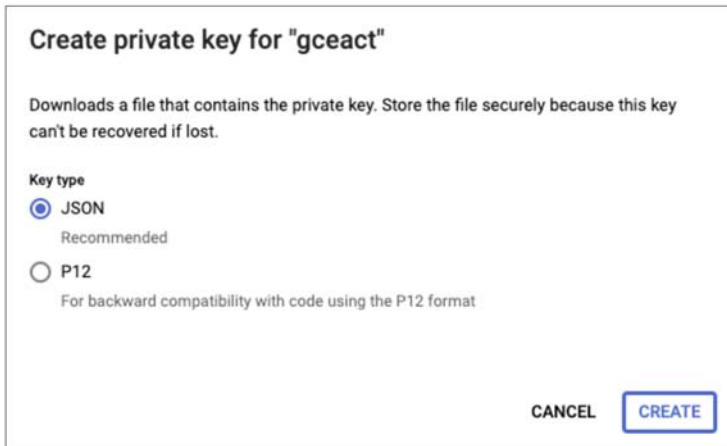 Create private key for "gceact"
Downloads a file that contains the private key. Store the file securely because this key
can't be recovered if lost.
Key type
JSON
Recommended
P12
For backward compatibility with code using the P12 format
CANCEL CREATE